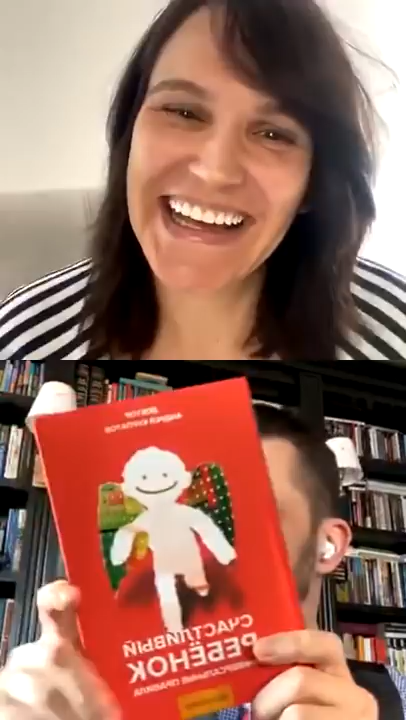 ДОКТОР
АНДРЕЙ КУРПАТОВ
СЧАСТЛИВЫЙ
РЕБЁНОК
УНИВЕРСАЛЬНЫЕ ПРАВИЛА